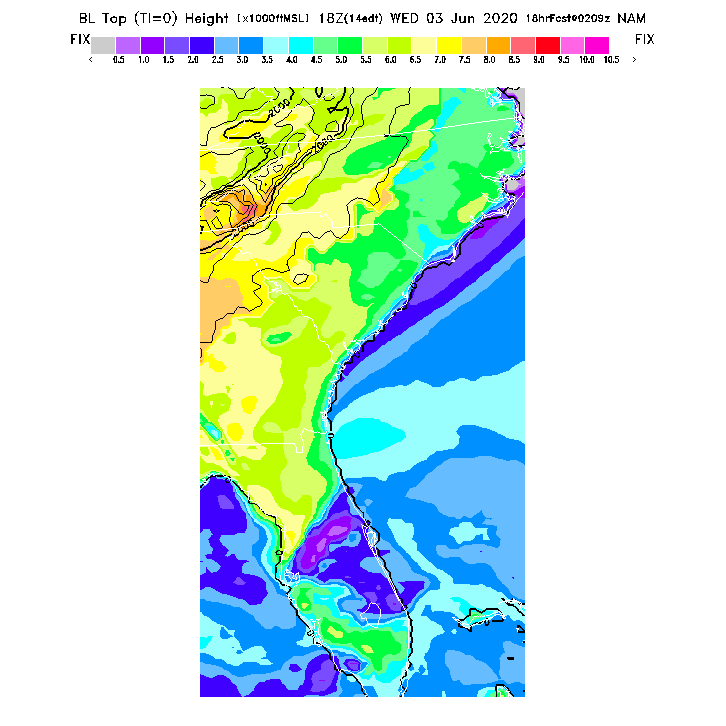 BL Top (TI=0) Height [x1000ftMSL] 18Z(14edt) WED 03 Jun 2020 18hrFcst@0209z NAM
FIX FIX
< 0.5 1.0 1.5 2.0 2.5 3.0 3.5 4.0 4.5 5.0 5.5 6.0 6.5 7.0 7.5 8.0 8.5 9.0 9.5 10.0 10.5 >
2000
2000
2000